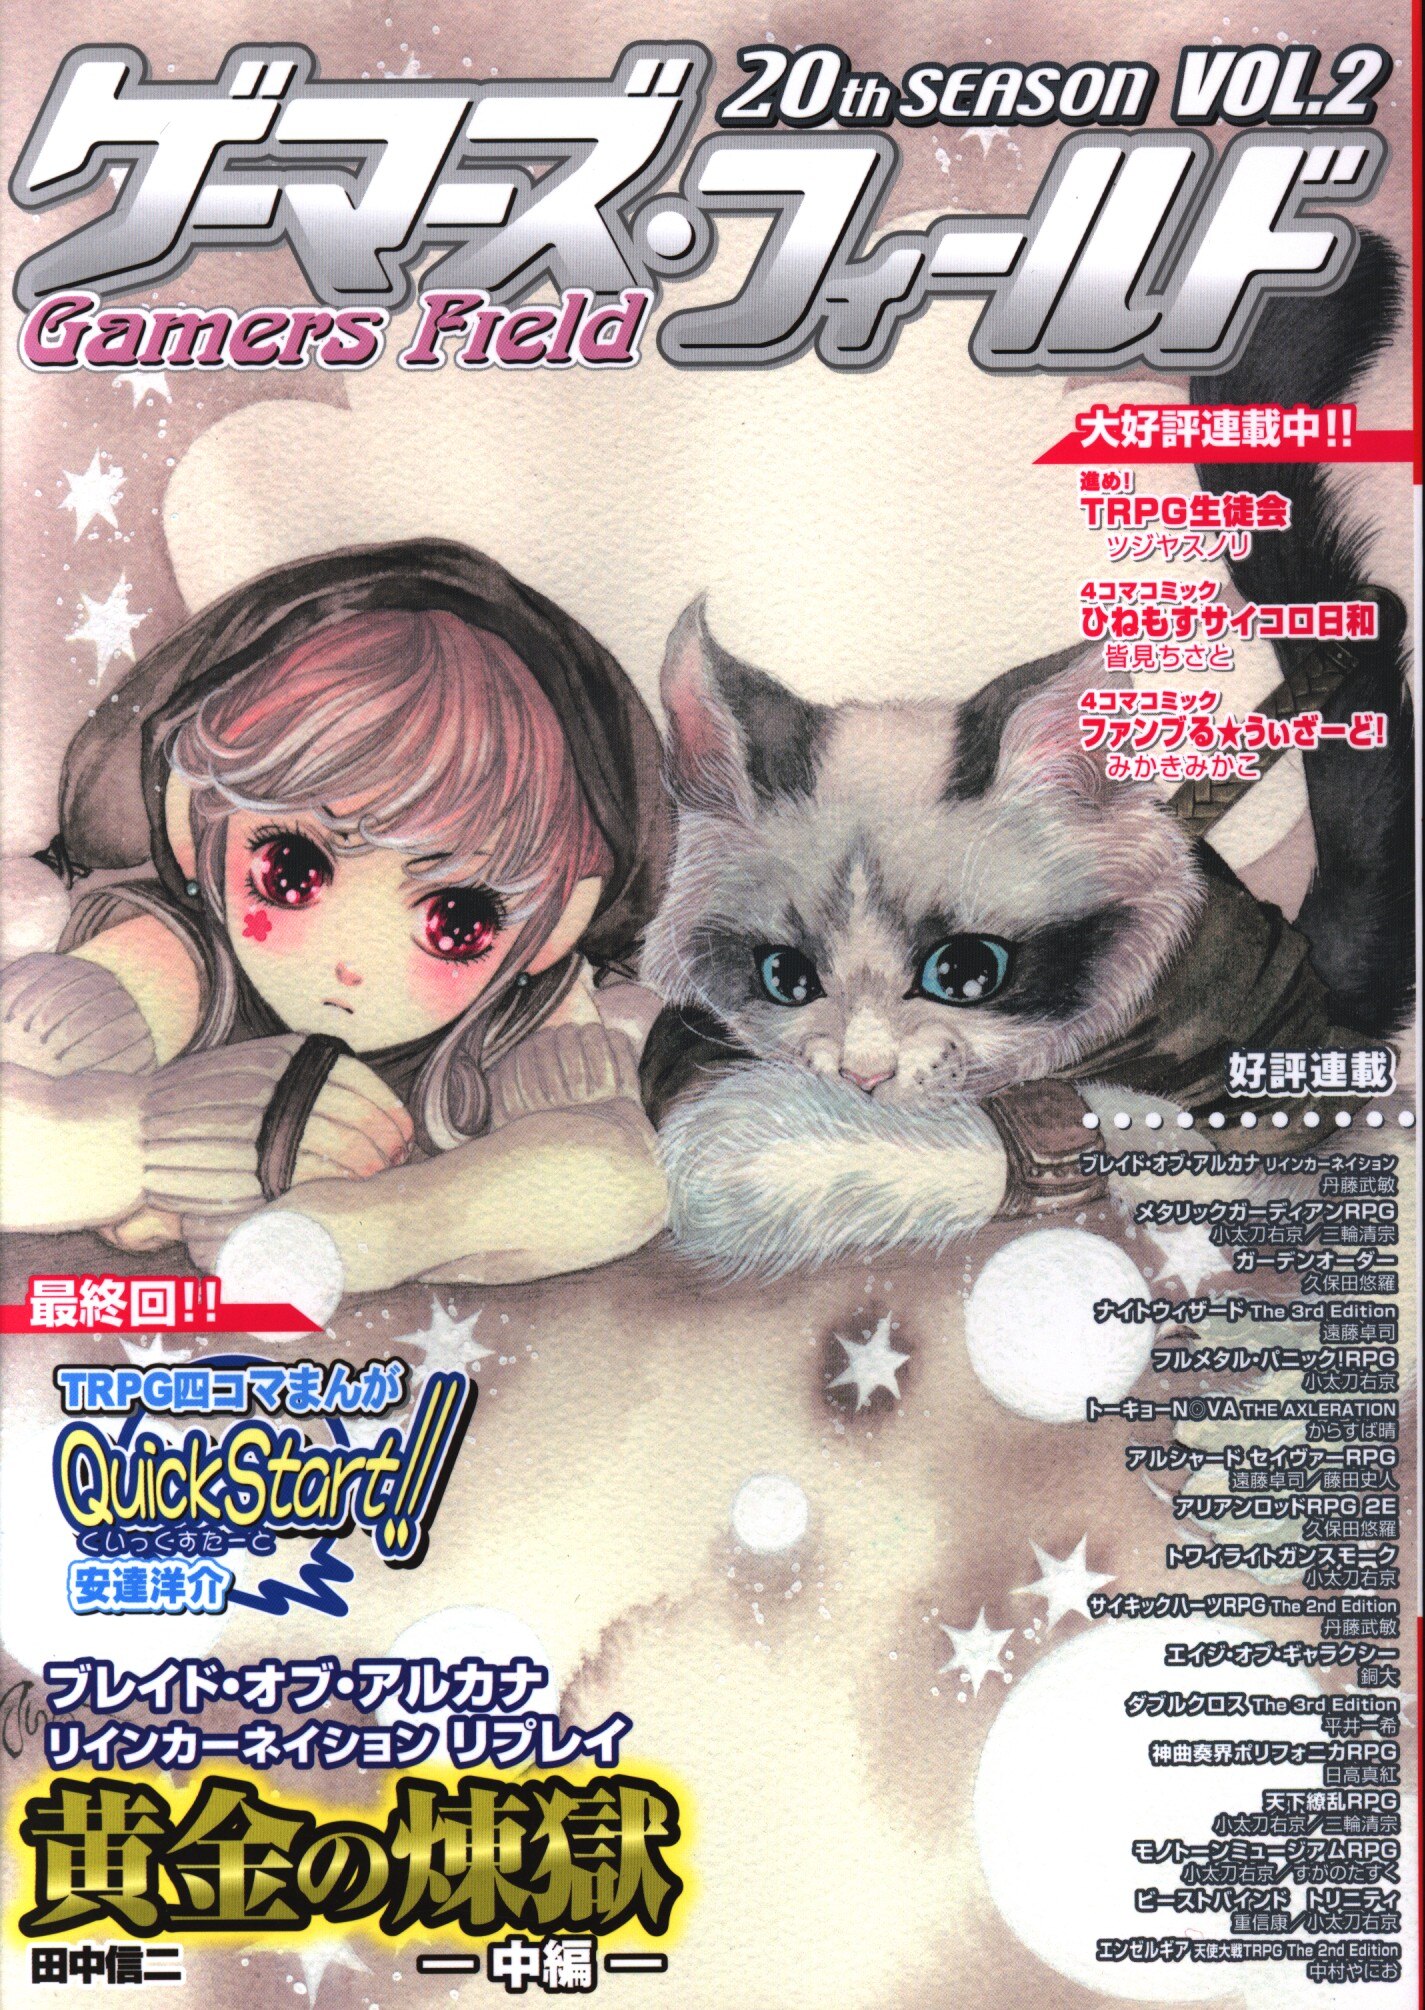 20th SEASON VOL.2
ゲーマーズ・フィールド
Gamers Field
大好評連載中!!
進め!
TRPG生徒会
ツジヤスノリ
4コマコミック
ひねもすサイコロ日和
皆見ちさと
4コマコミック
ファンブる★うぃざーど!
みかきみかこ
好評連載
ブレイド・オブ・アルカナ リインカーネイション
丹藤武敏
メタリックガーディアンRPG
小太刀右京／三輪清宗
ガーデンオーダー
久保田悠羅
ナイトウィザード The 3rd Edition
遠藤卓司
フルメタル・パニック!RPG
小太刀右京
トーキョーN◎VA THE AXLERATION
からすば晴
アルシャード セイヴァーRPG
遠藤卓司／藤田史人
アリアンロッドRPG 2E
久保田悠羅
トワイライトガンスモーク
小太刀右京
サイキックハーツRPG The 2nd Edition
丹藤武敏
エイジ・オブ・ギャラクシー
銅大
ダブルクロス The 3rd Edition
平井一希
神曲奏界ポリフォニカRPG
日高真紅
天下繚乱RPG
小太刀右京／三輪清宗
モノトーンミュージアムRPG
小太刀右京／すがのたすく
ビーストバインド トリニティ
重信康／小太刀右京
エンゼルギア 天使大戦TRPG The 2nd Edition
中村やにお
最終回!!
TRPG四コマまんが
Quick Start!!
くいっくすたーと
安達洋介
ブレイド・オブ・アルカナ
リインカーネイション リプレイ
黄金の煉獄
田中信二
― 中編 ―